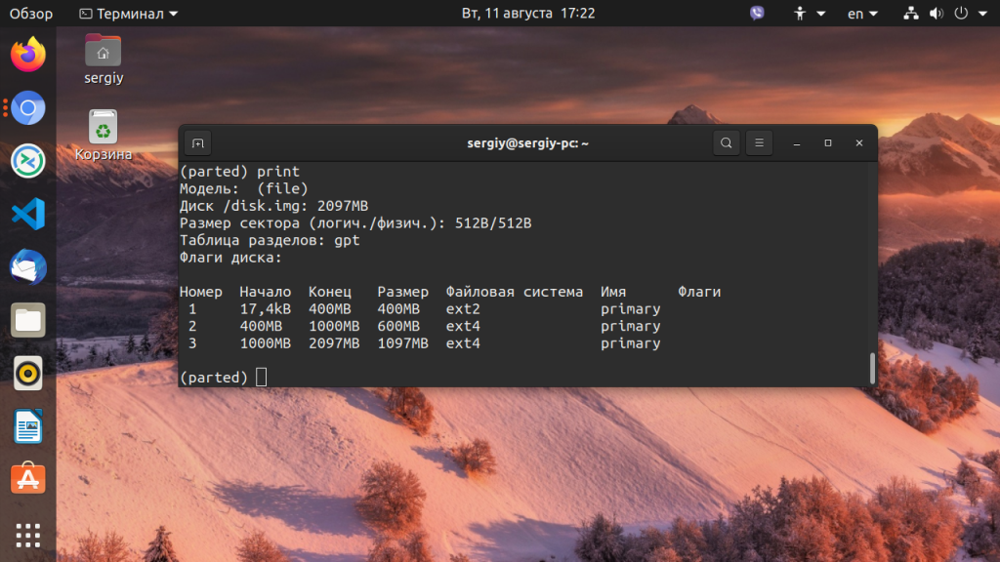 Обзор
Терминал
Вт, 11 августа 17:22
en
sergiy
Корзина
sergiy@sergiy-pc: ~
(parted) print
Модель: (file)
Диск /disk.img: 2097MB
Размер сектора (логич./физич.): 512B/512B
Таблица разделов: gpt
Флаги диска:
Номер Начало Конец Размер Файловая система Имя Флаги
1 17,4kB 400MB 400MB ext2 primary
2 400MB 1000MB 600MB ext4 primary
3 1000MB 2097MB 1097MB ext4 primary
(parted)